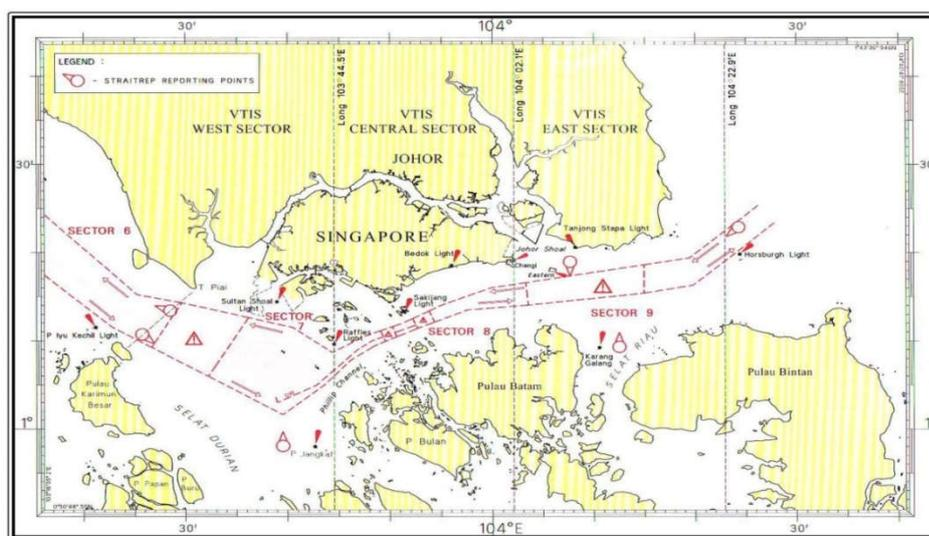 30'
104°
30'
LEGEND :
- STRAITREP REPORTING POINTS
VTIS
WEST SECTOR
Long 103° 44.5'E
VTIS
CENTRAL SECTOR
JOHOR
Long 104° 02.1'E
VTIS
EAST SECTOR
Long 104° 22.9'E
30'
30'
SECTOR 6
SINGAPORE
Tanjong Stapa Light
Johor Shoal
Bedok Light
Changi
Eastern
Horsburgh Light
T Piai
Sultan Shoal
Light
SECTOR 7
Sakijang
Light
SECTOR 8
SECTOR 9
P Iyu Kechil Light
Raffles
Light
Karang
Galang
SELAT RIAU
Phillip Channel
Pulau
Karimun
Besar
Pulau Batam
Pulau Bintan
1°
1°
SELAT DURIAN
P Bulan
P Jangkat
P Papan
P
Buru
30'
104°E
30'